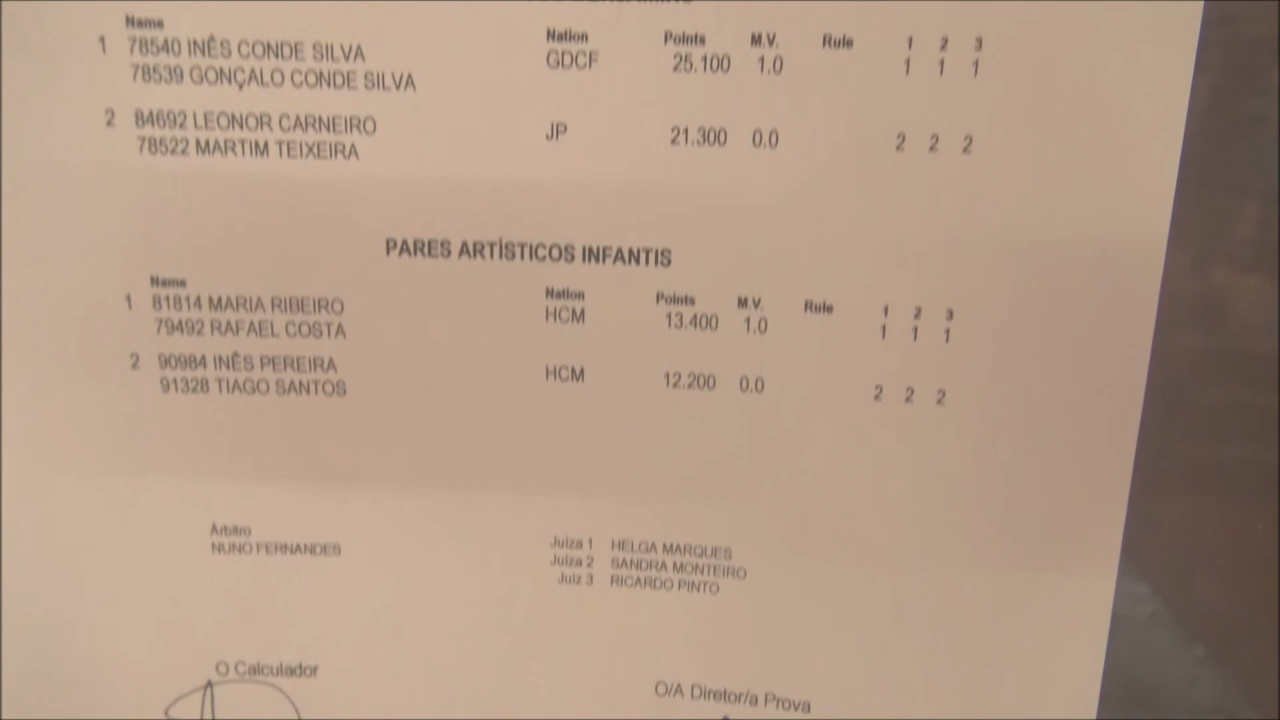 Name Nation Points M.V. Rule 1 2 3
1 78540 INÊS CONDE SILVA GDCF 25.100 1.0 1 1 1
78539 GONÇALO CONDE SILVA
2 84692 LEONOR CARNEIRO JP 21.300 0.0 2 2 2
78522 MARTIM TEIXEIRA
PARES ARTÍSTICOS INFANTIS
Name Nation Points M.V. Rule 1 2 3
1 81814 MARIA RIBEIRO HCM 13.400 1.0 1 1 1
79492 RAFAEL COSTA
2 90984 INÊS PEREIRA HCM 12.200 0.0 2 2 2
91328 TIAGO SANTOS
Árbitro
NUNO FERNANDES
Juiza 1 HELGA MARQUES
Juiza 2 SANDRA MONTEIRO
Juiz 3 RICARDO PINTO
O Calculador
O/A Diretor/a Prova